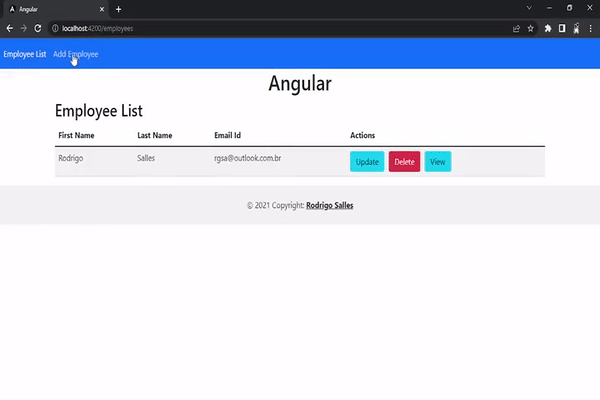 Angular
localhost:4200/employees
Employee List Add Employee
Angular
Employee List
First Name Last Name Email Id Actions
Rodrigo Salles rgsa@outlook.com.br Update Delete View
© 2021 Copyright: Rodrigo Salles